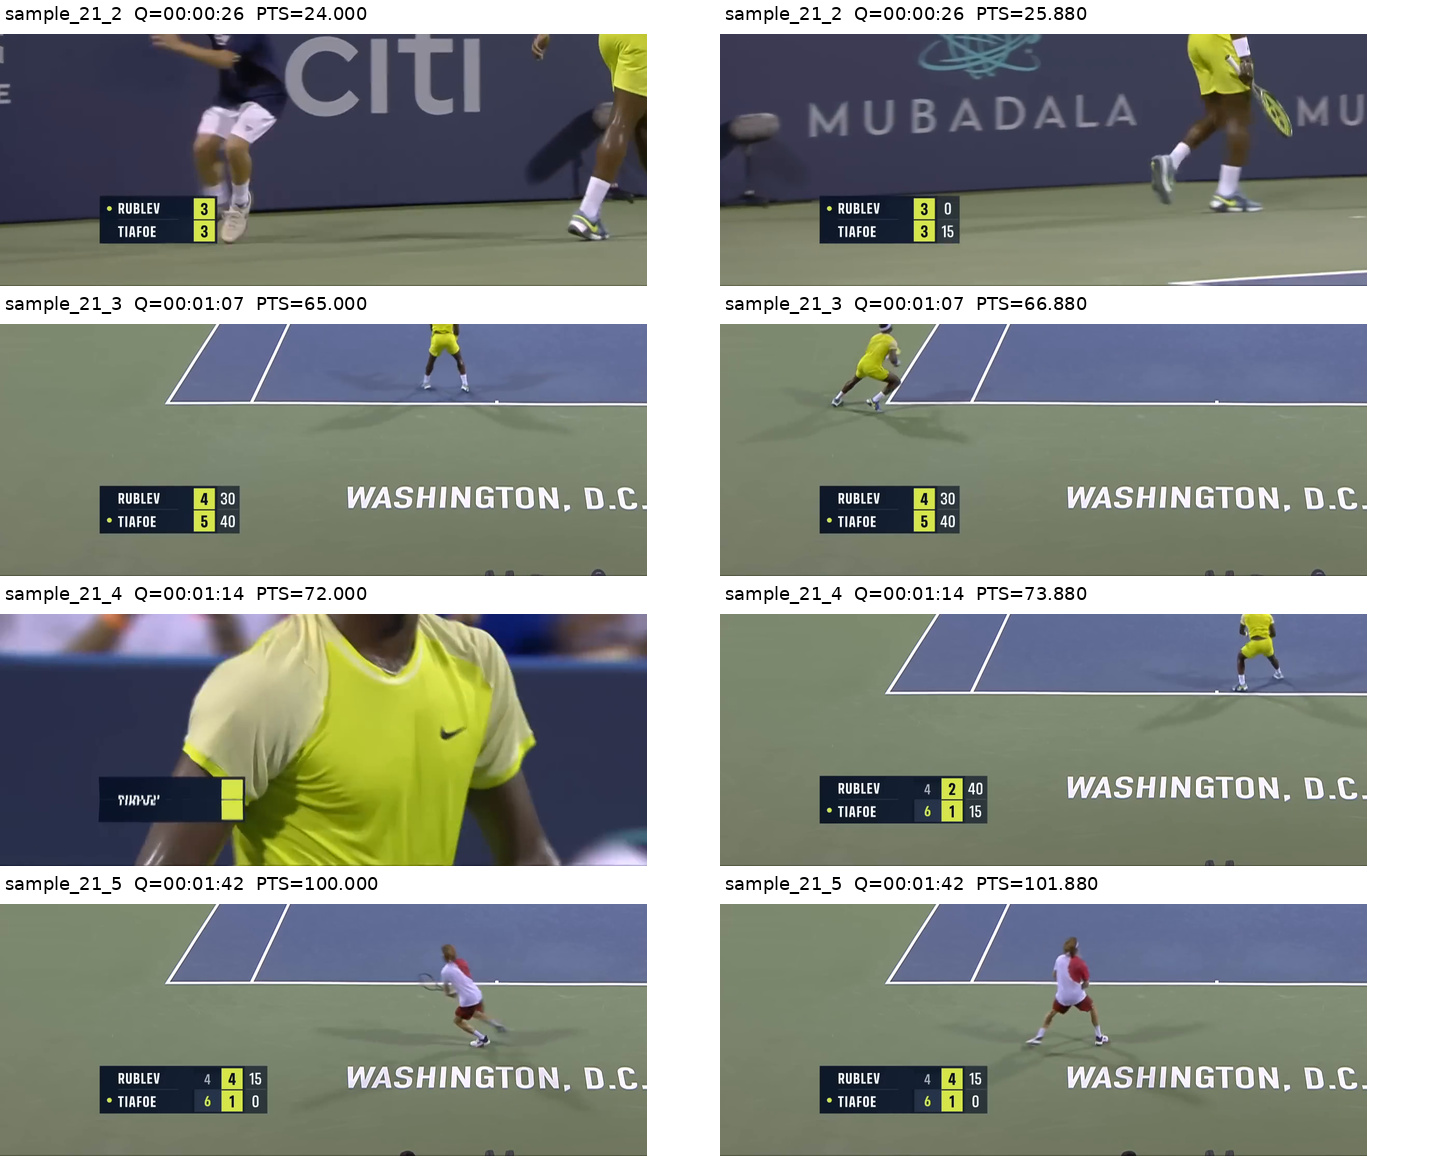 sample_21_2 Q=00:00:26 PTS=24.000
E
CITI
• RUBLEV 3
TIAFOE 3
sample_21_2 Q=00:00:26 PTS=25.880
MUBADALA MU
• RUBLEV 3 0
TIAFOE 3 15
sample_21_3 Q=00:01:07 PTS=65.000
RUBLEV 4 30
• TIAFOE 5 40
WASHINGTON, D.C.
sample_21_3 Q=00:01:07 PTS=66.880
RUBLEV 4 30
• TIAFOE 5 40
WASHINGTON, D.C.
sample_21_4 Q=00:01:14 PTS=72.000
sample_21_4 Q=00:01:14 PTS=73.880
RUBLEV 4 2 40
• TIAFOE 6 1 15
WASHINGTON, D.C.
sample_21_5 Q=00:01:42 PTS=100.000
RUBLEV 4 4 15
• TIAFOE 6 1 0
WASHINGTON, D.C.
sample_21_5 Q=00:01:42 PTS=101.880
RUBLEV 4 4 15
• TIAFOE 6 1 0
WASHINGTON, D.C.